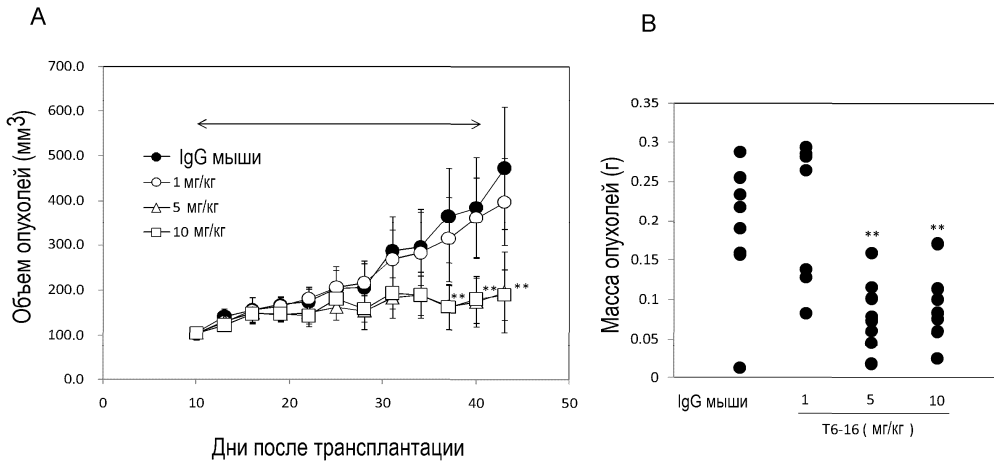 A
Объем опухолей (мм3)
700.0
600.0
500.0
400.0
300.0
200.0
100.0
0.0
IgG мыши
1 мг/кг
5 мг/кг
10 мг/кг
**
**
**
0
10
20
30
40
50
Дни после трансплантации
B
Масса опухолей (г)
0.35
0.3
0.25
0.2
0.15
0.1
0.05
0
**
**
IgG мыши
1
5
10
T6-16 ( мг/кг )